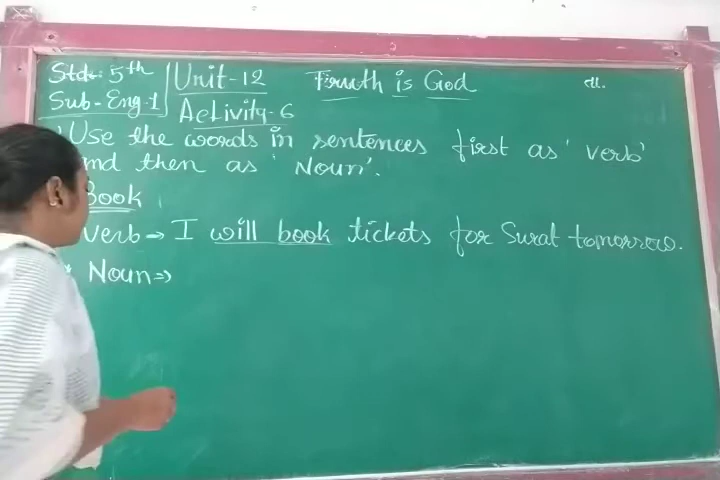 Std- 5th Unit-12 Truth is God
Sub-Eng-1 Activity-6
Use the words in sentences first as 'verb'
and then as 'Noun'.
Book
verb → I will book tickets for Surat tomorrow.
Noun ⇒